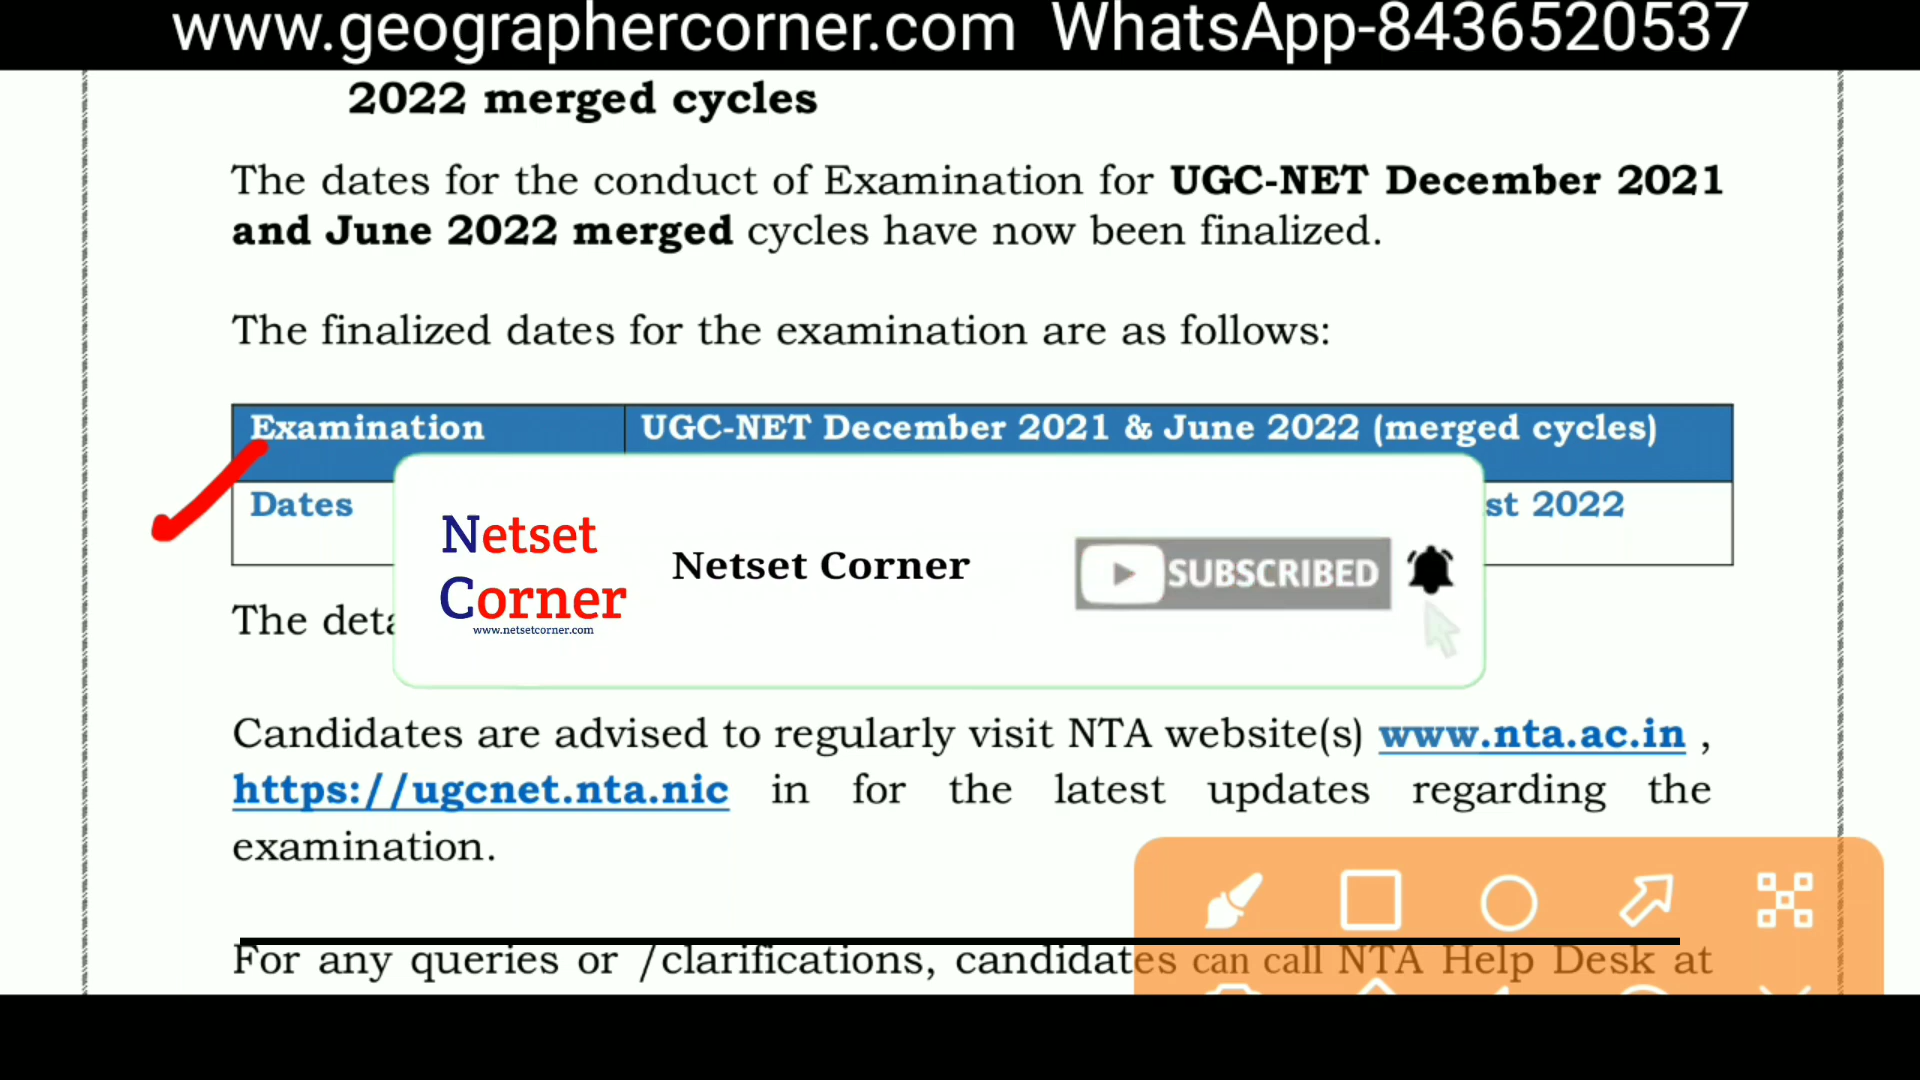 www.geographercorner.com WhatsApp-8436520537
2022 merged cycles
The dates for the conduct of Examination for UGC-NET December 2021
and June 2022 merged cycles have now been finalized.
The finalized dates for the examination are as follows:
Examination UGC-NET December 2021 & June 2022 (merged cycles)
Dates st 2022
Netset
Corner
www.netsetcorner.com
Netset Corner
SUBSCRIBED
The
Candidates are advised to regularly visit NTA website(s) www.nta.ac.in ,
https://ugcnet.nta.nic in for the latest updates regarding the
examination.
For any queries or /clarifications, candidates can call NTA Help Desk at